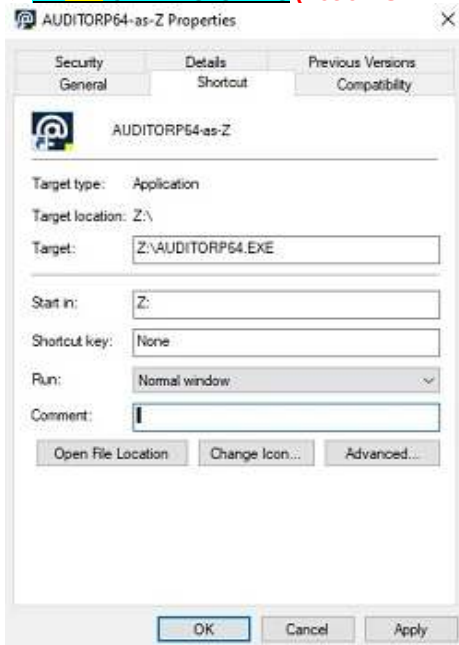 AUDITORP64-as-Z Properties
Security Details Previous Versions
General Shortcut Compatibility
AUDITORP64-as-Z
Target type: Application
Target location: Z:\
Target: Z:\AUDITORP64.EXE
Start in: Z:
Shortcut key: None
Run: Normal window
Comment:
Open File Location Change Icon... Advanced...
OK Cancel Apply